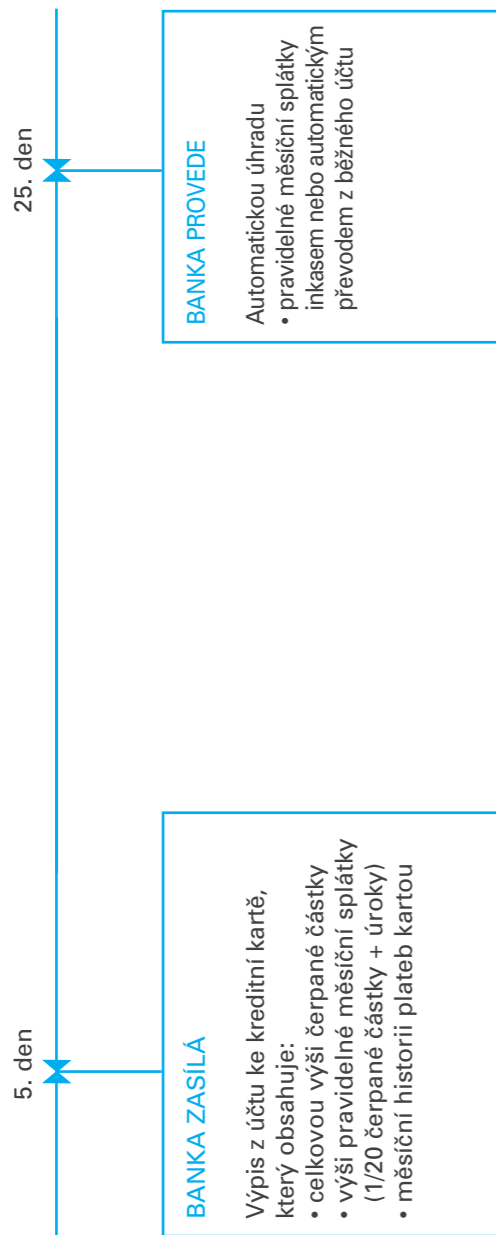 5. den
BANKA ZASÍLÁ
Výpis z účtu ke kreditní kartě,
který obsahuje:
• celkovou výši čerpané částky
• výši pravidelné měsíční splátky
(1/20 čerpané částky + úroky)
• měsíční historii plateb kartou
25. den
BANKA PROVEDE
Automatickou úhradu
• pravidelné měsíční splátky
inkasem nebo automatickým
převodem z běžného účtu